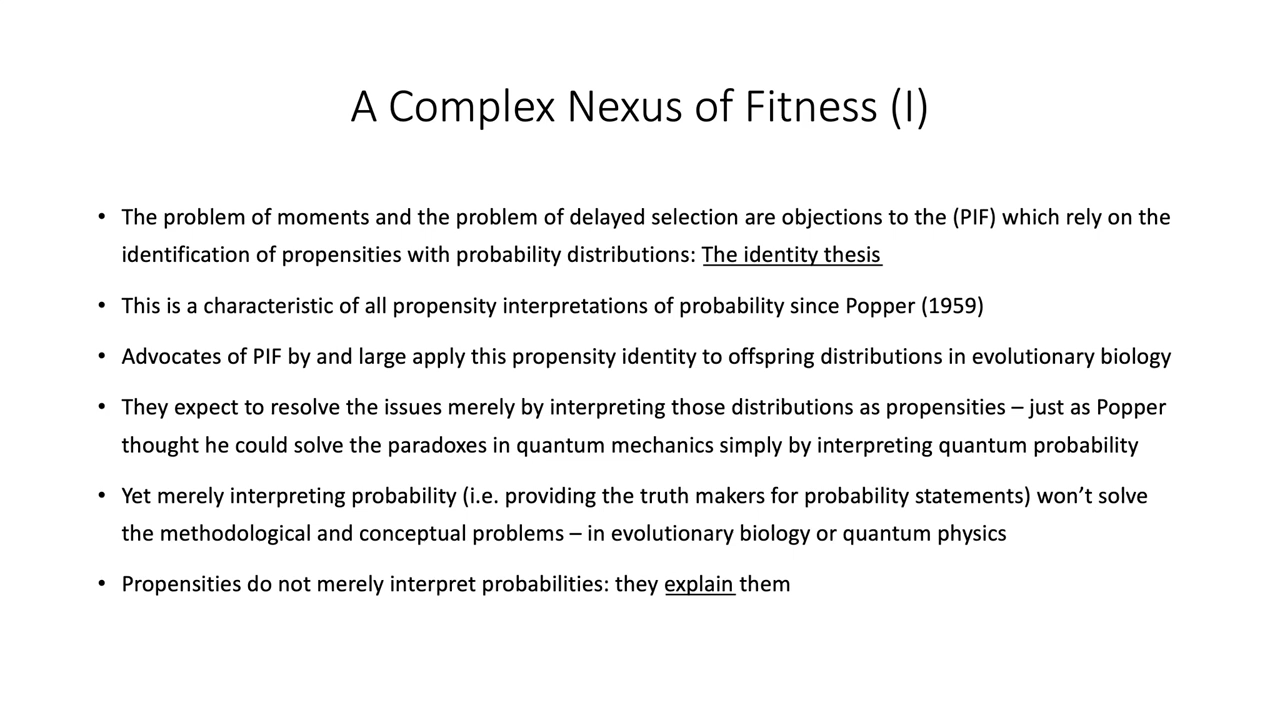 A Complex Nexus of Fitness (I)
• The problem of moments and the problem of delayed selection are objections to the (PIF) which rely on the
identification of propensities with probability distributions: The identity thesis
• This is a characteristic of all propensity interpretations of probability since Popper (1959)
• Advocates of PIF by and large apply this propensity identity to offspring distributions in evolutionary biology
• They expect to resolve the issues merely by interpreting those distributions as propensities – just as Popper
thought he could solve the paradoxes in quantum mechanics simply by interpreting quantum probability
• Yet merely interpreting probability (i.e. providing the truth makers for probability statements) won’t solve
the methodological and conceptual problems – in evolutionary biology or quantum physics
• Propensities do not merely interpret probabilities: they explain them